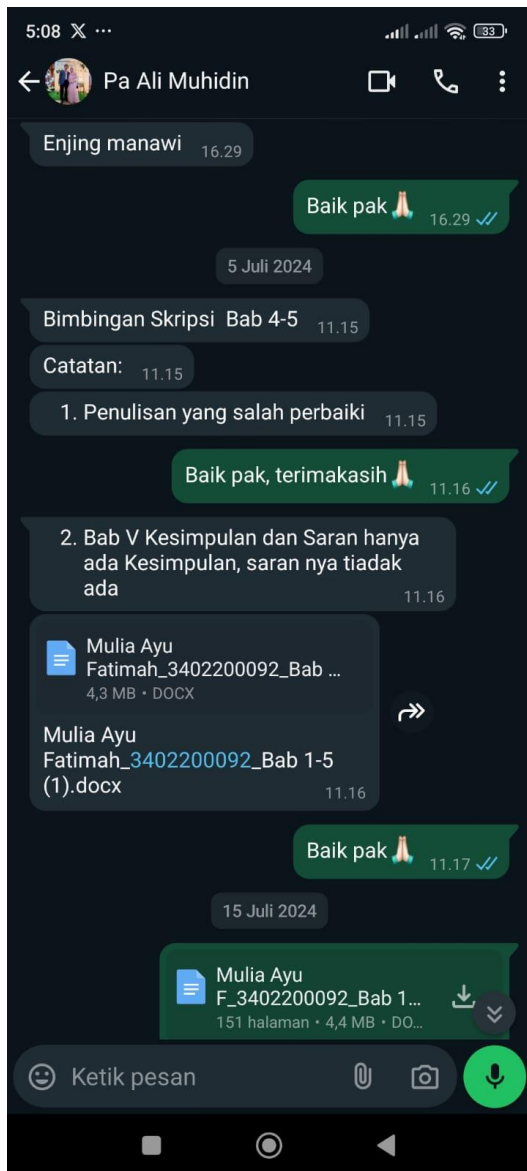 5:08 X ...
33
Pa Ali Muhidin
Enjing manawi 16.29
Baik pak🙏🏻 16.29
5 Juli 2024
Bimbingan Skripsi Bab 4-5 11.15
Catatan: 11.15
1. Penulisan yang salah perbaiki 11.15
Baik pak, terimakasih🙏🏻 11.16
2. Bab V Kesimpulan dan Saran hanya
ada Kesimpulan, saran nya tiadak
ada 11.16
Mulia Ayu
Fatimah_3402200092_Bab ...
4,3 MB • DOCX
Mulia Ayu
Fatimah_3402200092_Bab 1-5
(1).docx 11.16
Baik pak🙏🏻 11.17
15 Juli 2024
Mulia Ayu
F_3402200092_Bab 1...
151 halaman • 4,4 MB • DO...
Ketik pesan